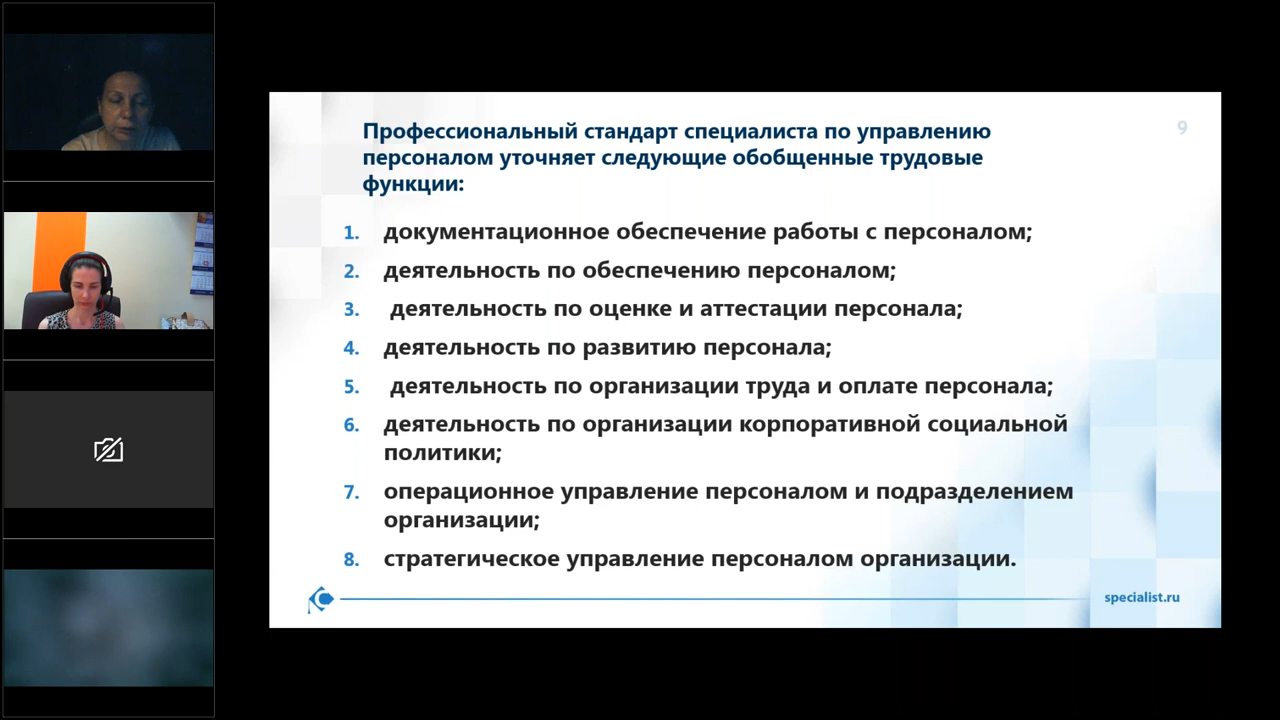 9
Профессиональный стандарт специалиста по управлению
персоналом уточняет следующие обобщенные трудовые
функции:
1. документационное обеспечение работы с персоналом;
2. деятельность по обеспечению персоналом;
3. деятельность по оценке и аттестации персонала;
4. деятельность по развитию персонала;
5. деятельность по организации труда и оплате персонала;
6. деятельность по организации корпоративной социальной
политики;
7. операционное управление персоналом и подразделением
организации;
8. стратегическое управление персоналом организации.
specialist.ru